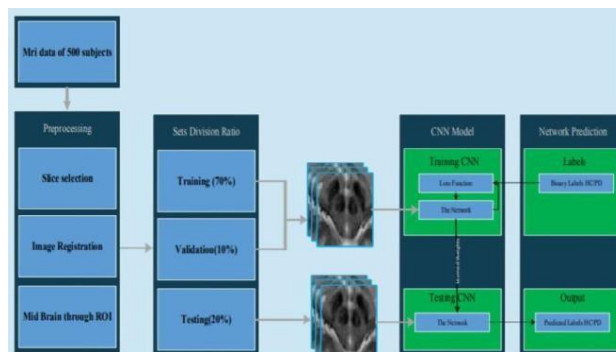 Mri data of 500 subjects
Preprocessing
Slice selection
Image Registration
Mid Brain through ROI
Sets Division Ratio
Training (70%)
Validation(10%)
Testing(20%)
CNN Model
Training CNN
Loss Function
The Network
Testing CNN
The Network
Network Prediction
Labels
Binary Labels HC/PD
Output
Predicted Labels HC/PD